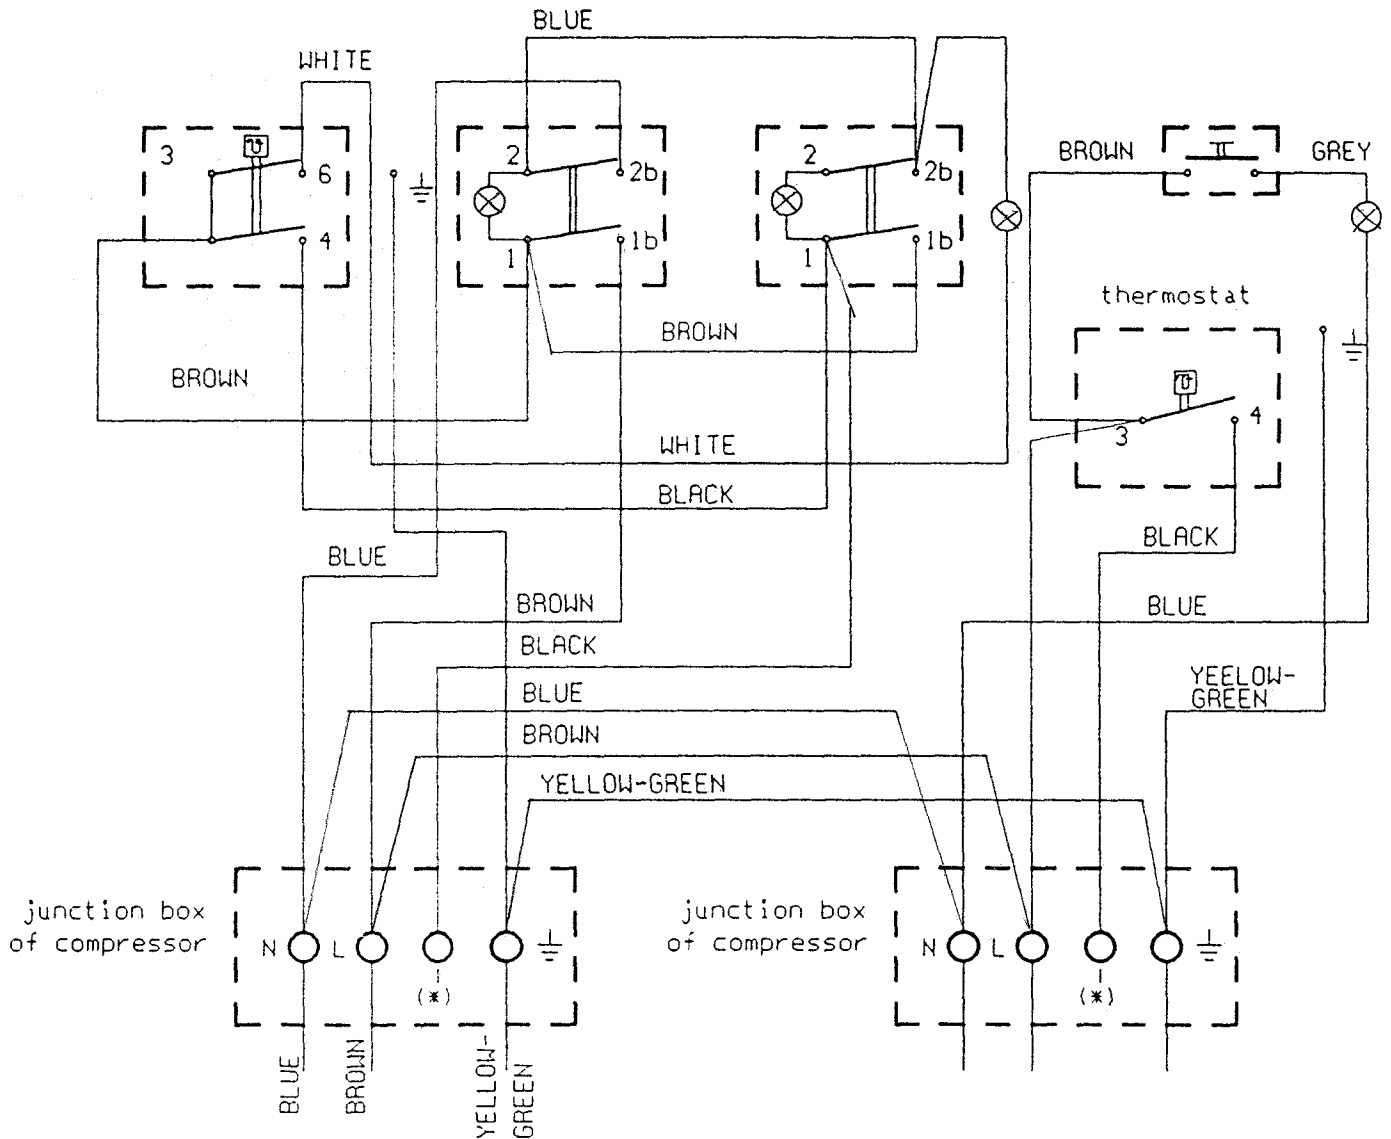 BLUE
WHITE
3
6
4
2
2b
1
1b
2
2b
1
1b
BROWN
GREY
thermostat
3
4
BROWN
BROWN
WHITE
BLACK
BLACK
BLUE
BROWN
BLUE
BLACK
BLUE
YEELOW-
GREEN
BROWN
YELLOW-GREEN
junction box
of compressor
N
L
(*)
junction box
of compressor
N
L
(*)
BLUE
BROWN
YELLOW-
GREEN